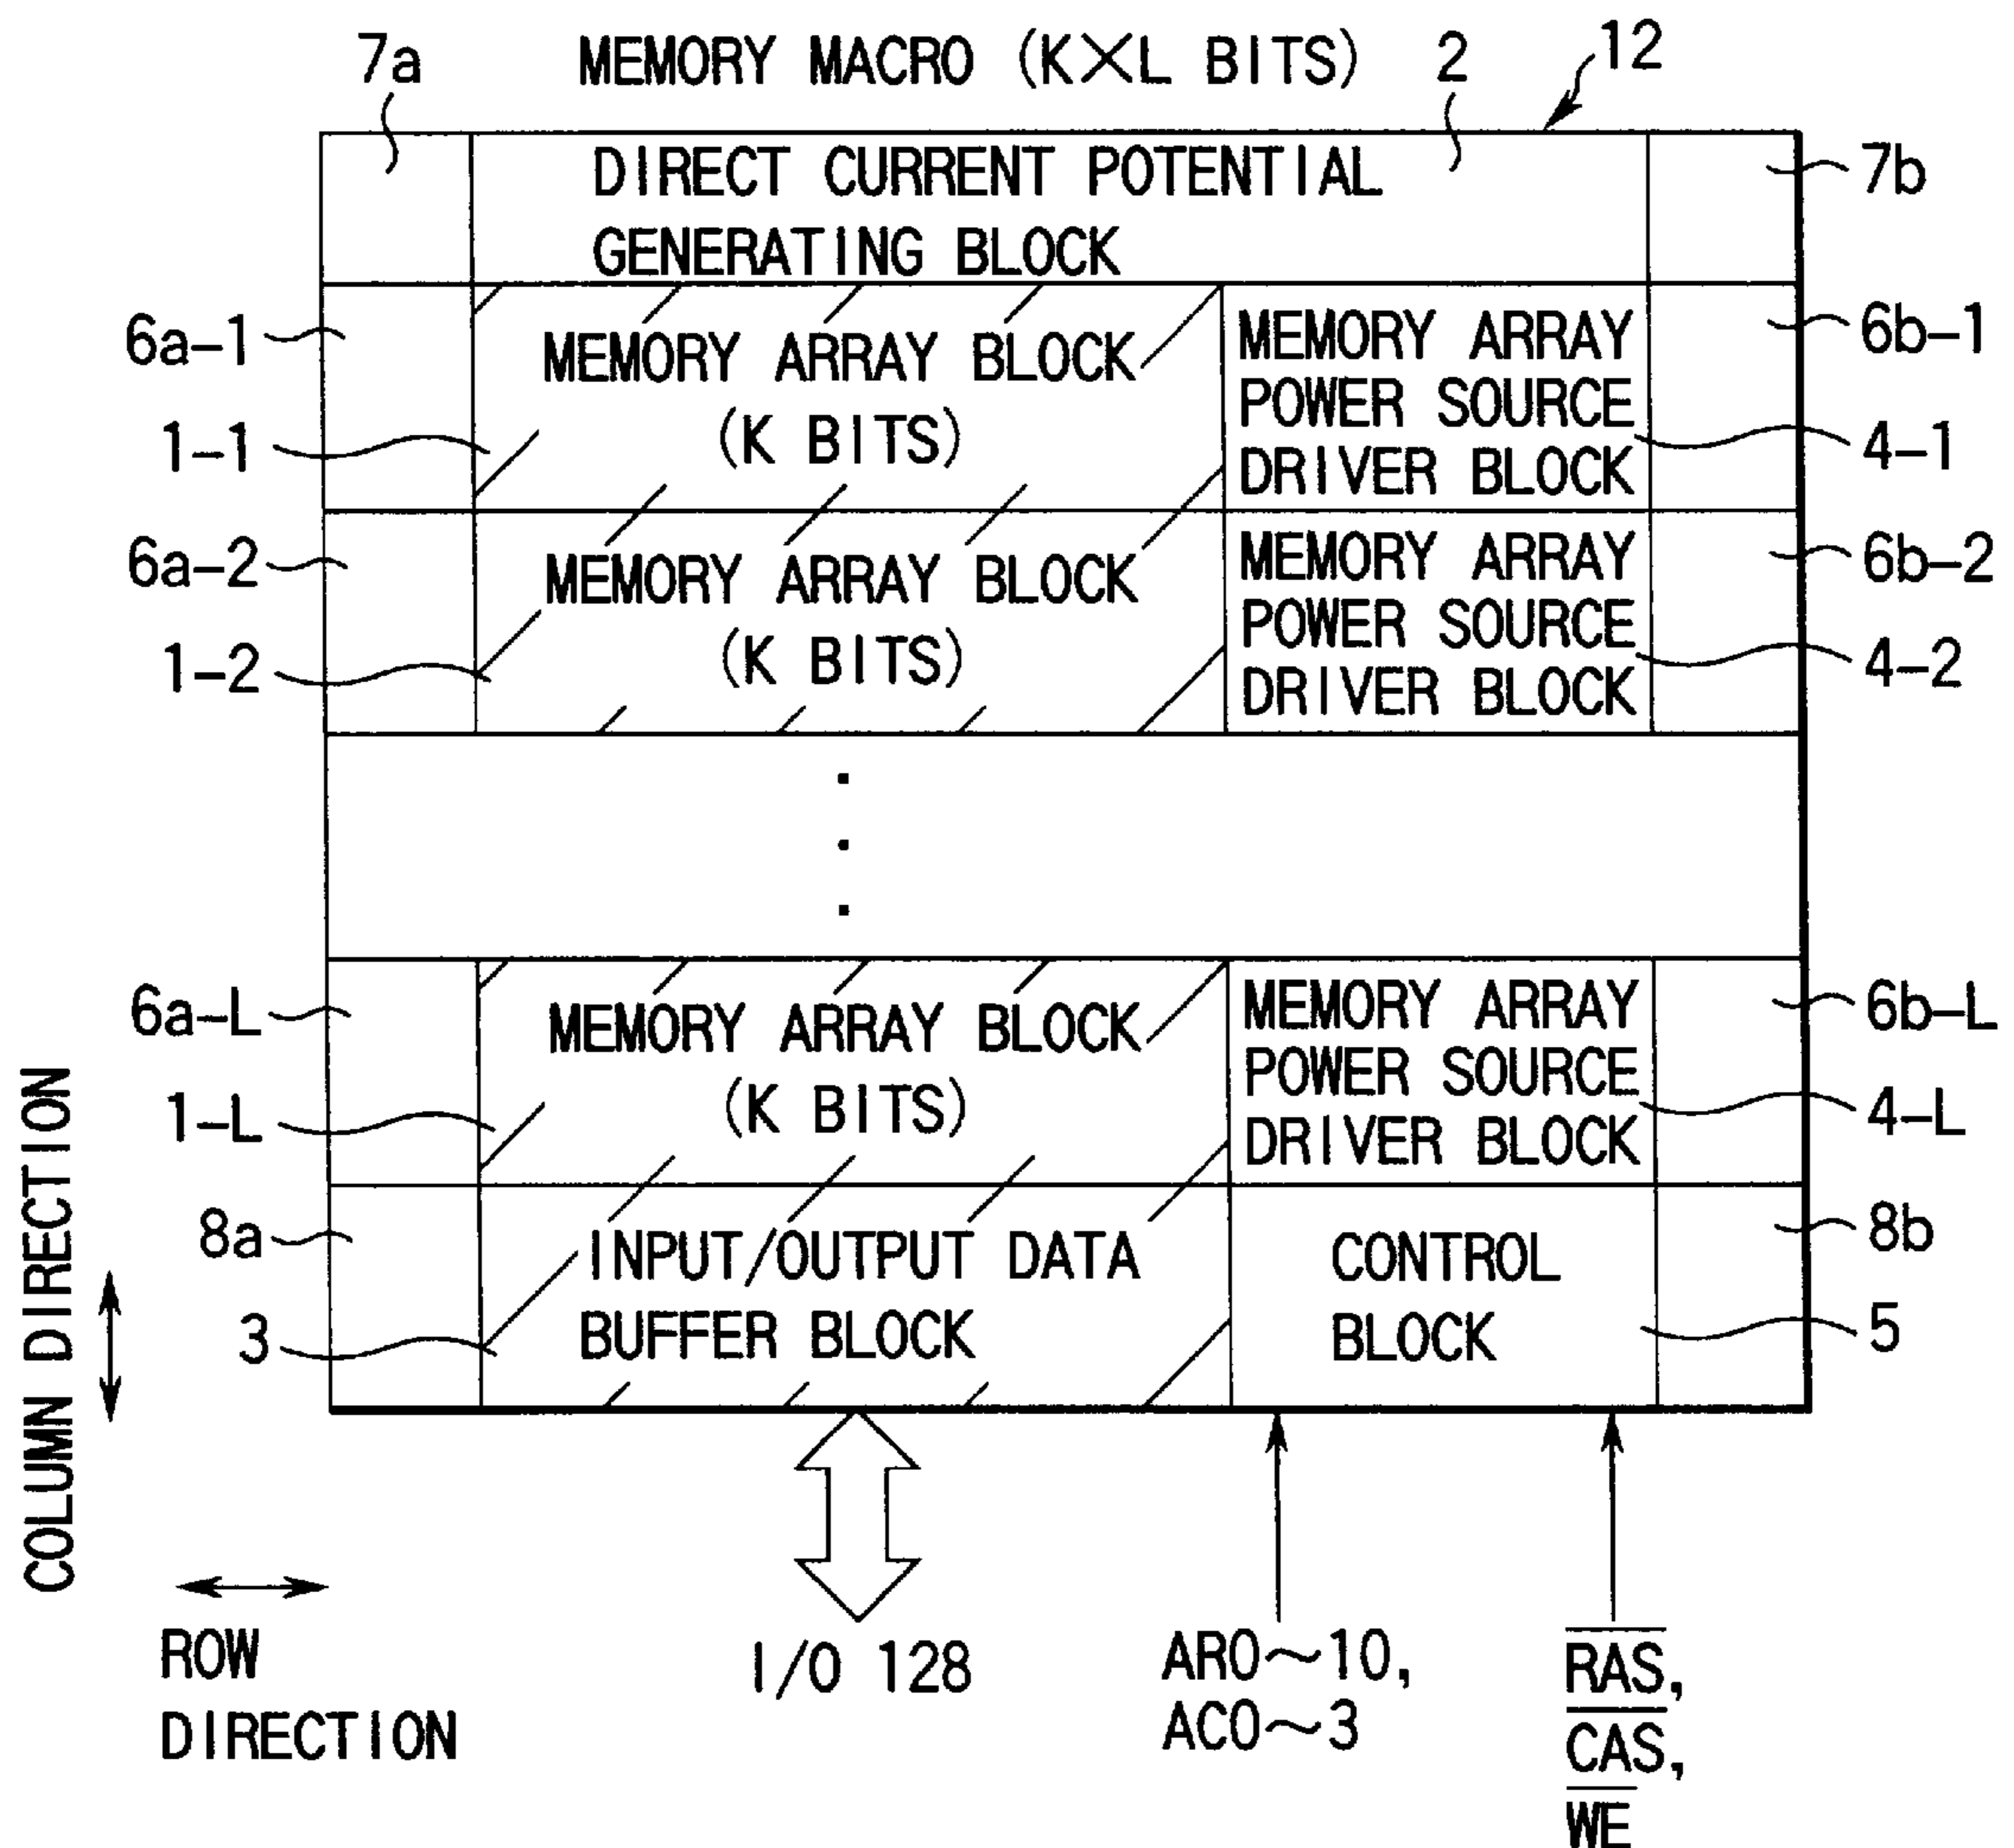 7a
MEMORY MACRO (K×L BITS)
2
12
DIRECT CURRENT POTENTIAL
GENERATING BLOCK
7b
6a-1
MEMORY ARRAY BLOCK
(K BITS)
1-1
MEMORY ARRAY
POWER SOURCE
DRIVER BLOCK
6b-1
4-1
6a-2
MEMORY ARRAY BLOCK
(K BITS)
1-2
MEMORY ARRAY
POWER SOURCE
DRIVER BLOCK
6b-2
4-2
6a-L
MEMORY ARRAY BLOCK
(K BITS)
1-L
MEMORY ARRAY
POWER SOURCE
DRIVER BLOCK
6b-L
4-L
8a
INPUT/OUTPUT DATA
BUFFER BLOCK
3
CONTROL
BLOCK
8b
5
COLUMN DIRECTION
ROW
DIRECTION
I/O 128
AR0~10,
AC0~3
R̅A̅S̅,
C̅A̅S̅,
W̅E̅